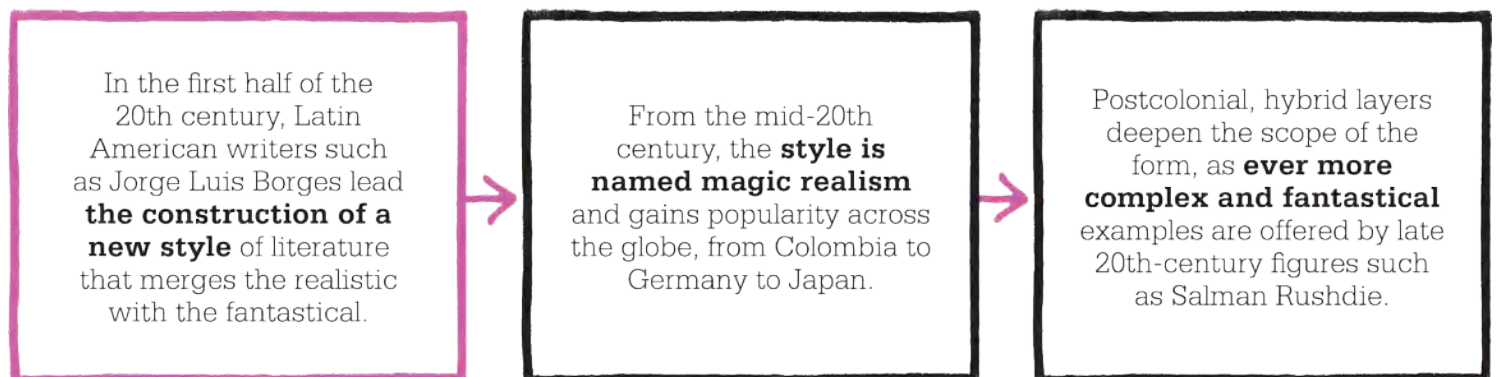 In the first half of the
20th century, Latin
American writers such
as Jorge Luis Borges lead
the construction of a
new style of literature
that merges the realistic
with the fantastical.
From the mid-20th
century, the style is
named magic realism
and gains popularity across
the globe, from Colombia to
Germany to Japan.
Postcolonial, hybrid layers
deepen the scope of the
form, as ever more
complex and fantastical
examples are offered by late
20th-century figures such
as Salman Rushdie.